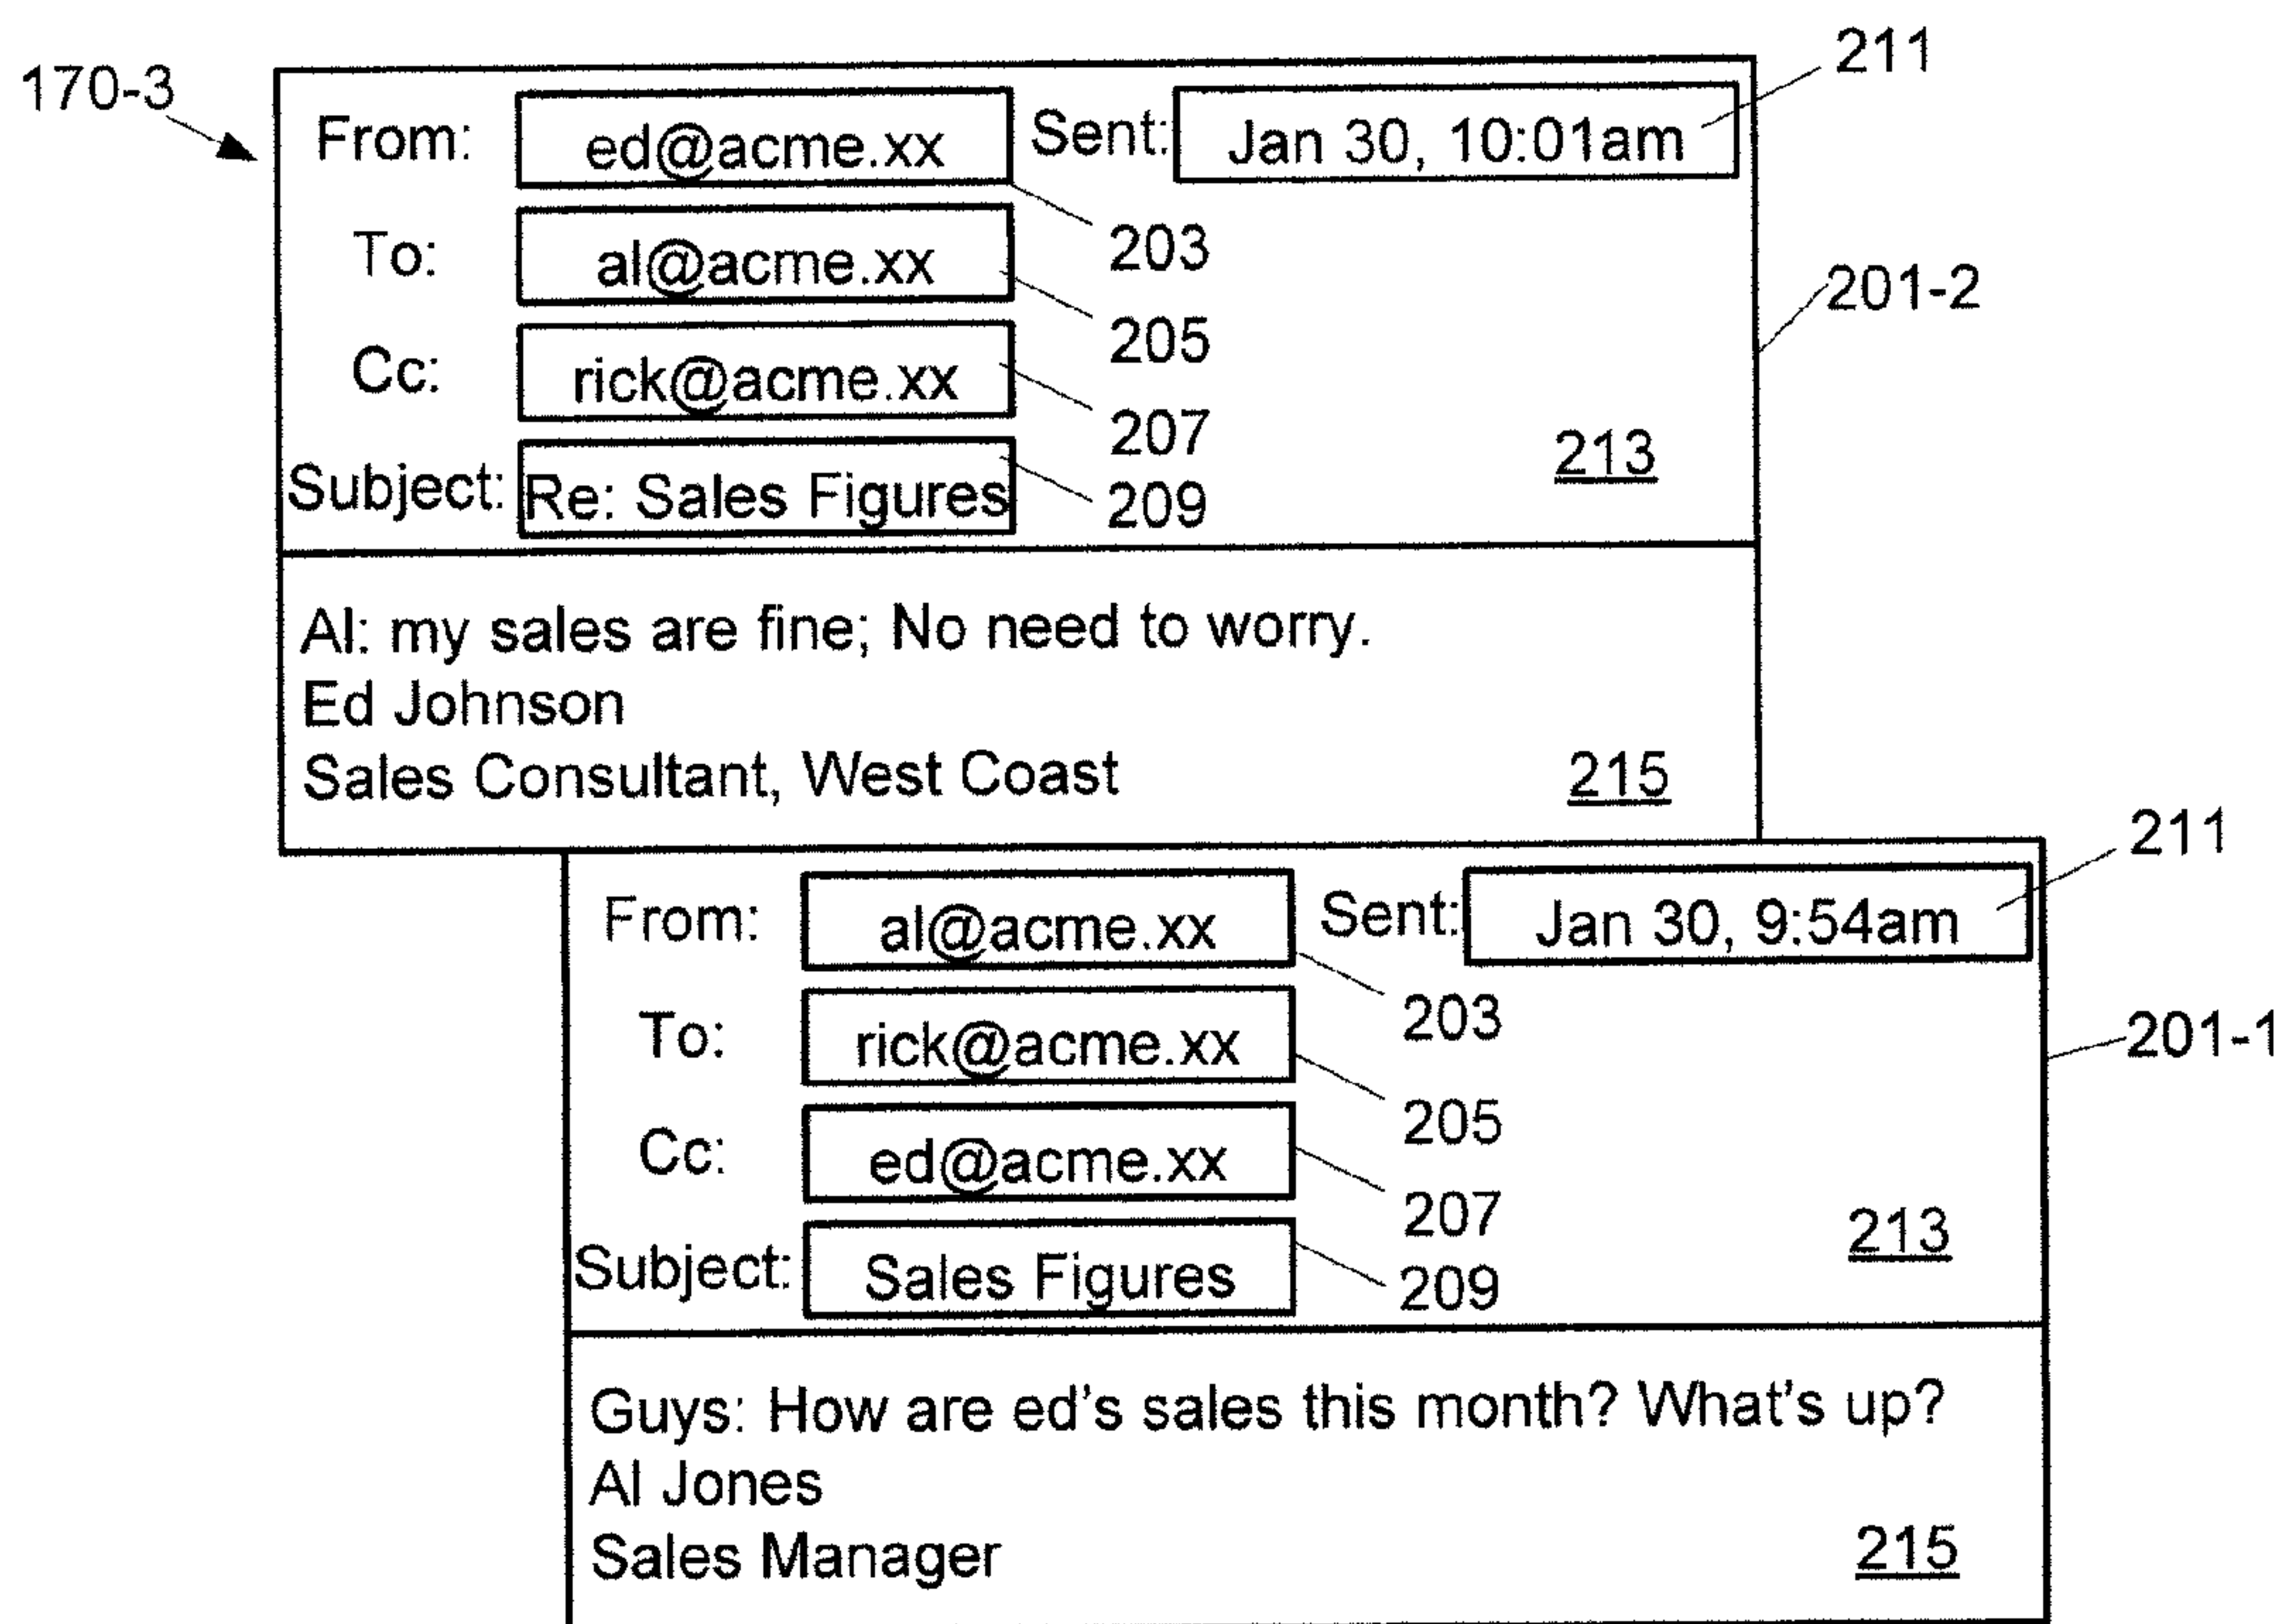 170-3
211
From: ed@acme.xx Sent: Jan 30, 10:01am
203
To: al@acme.xx
201-2
205
Cc: rick@acme.xx
207
213
Subject: Re: Sales Figures
209
Al: my sales are fine; No need to worry.
Ed Johnson
Sales Consultant, West Coast
215
211
From: al@acme.xx Sent: Jan 30, 9:54am
203
To: rick@acme.xx
201-1
205
Cc: ed@acme.xx
207
213
Subject: Sales Figures
209
Guys: How are ed's sales this month? What's up?
Al Jones
Sales Manager
215